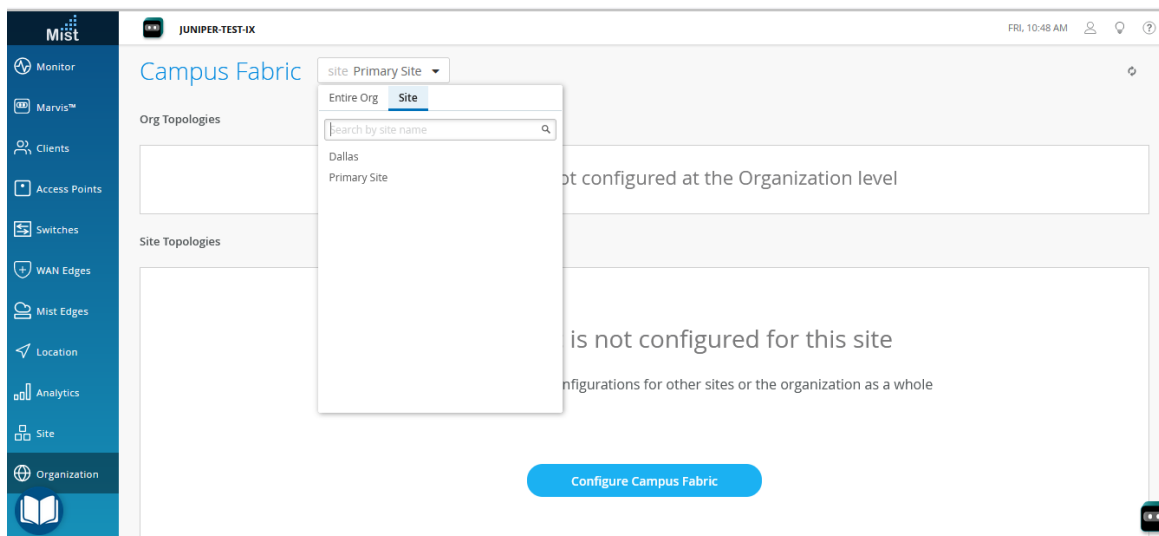 Mist
JUNIPER-TEST-IX
FRI, 10:48 AM
?
Monitor
Marvis™
Clients
Access Points
Switches
WAN Edges
Mist Edges
Location
Analytics
Site
Organization
Campus Fabric
site Primary Site
Entire Org Site
Search by site name
Dallas
Primary Site
Org Topologies
configured at the Organization level
Site Topologies
is not configured for this site
for other sites or the organization as a whole
Configure Campus Fabric